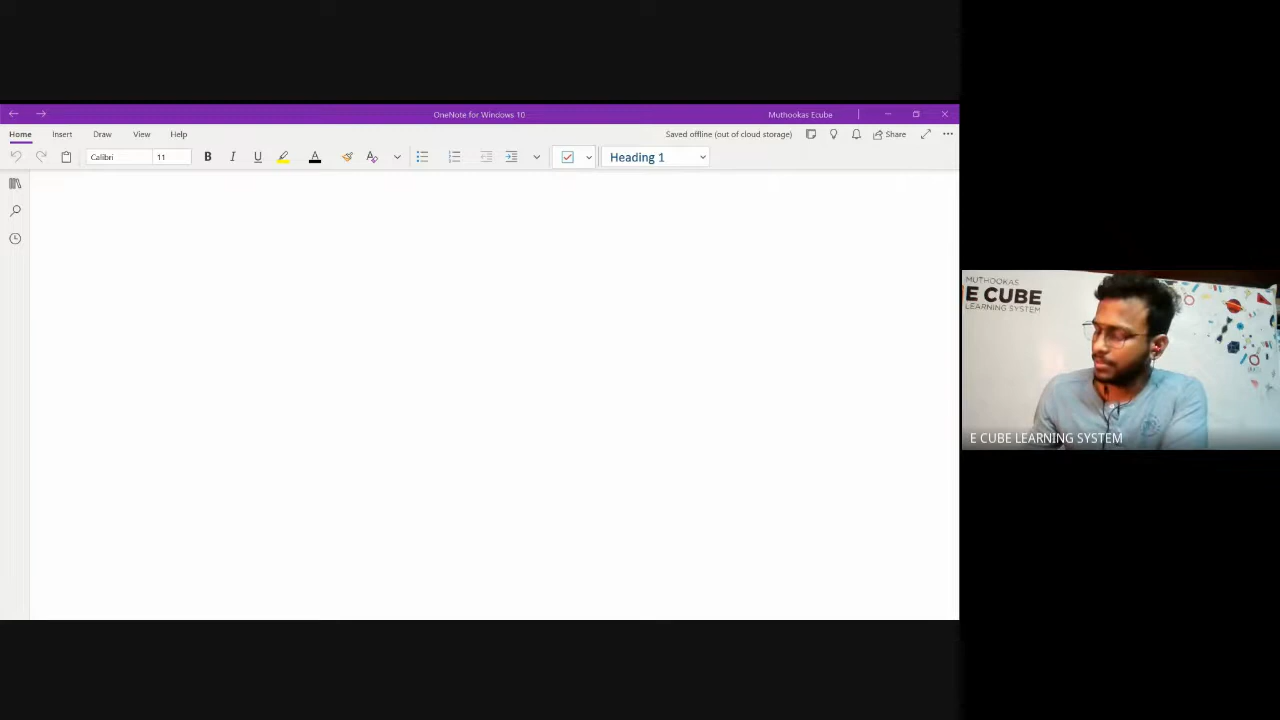 OneNote for Windows 10
Muthookas Ecube
Home Insert Draw View Help
Saved offline (out of cloud storage)
Share
Calibri
11
B I U A A
Heading 1
MUTHOOKAS
E CUBE
LEARNING SYSTEM
E CUBE LEARNING SYSTEM